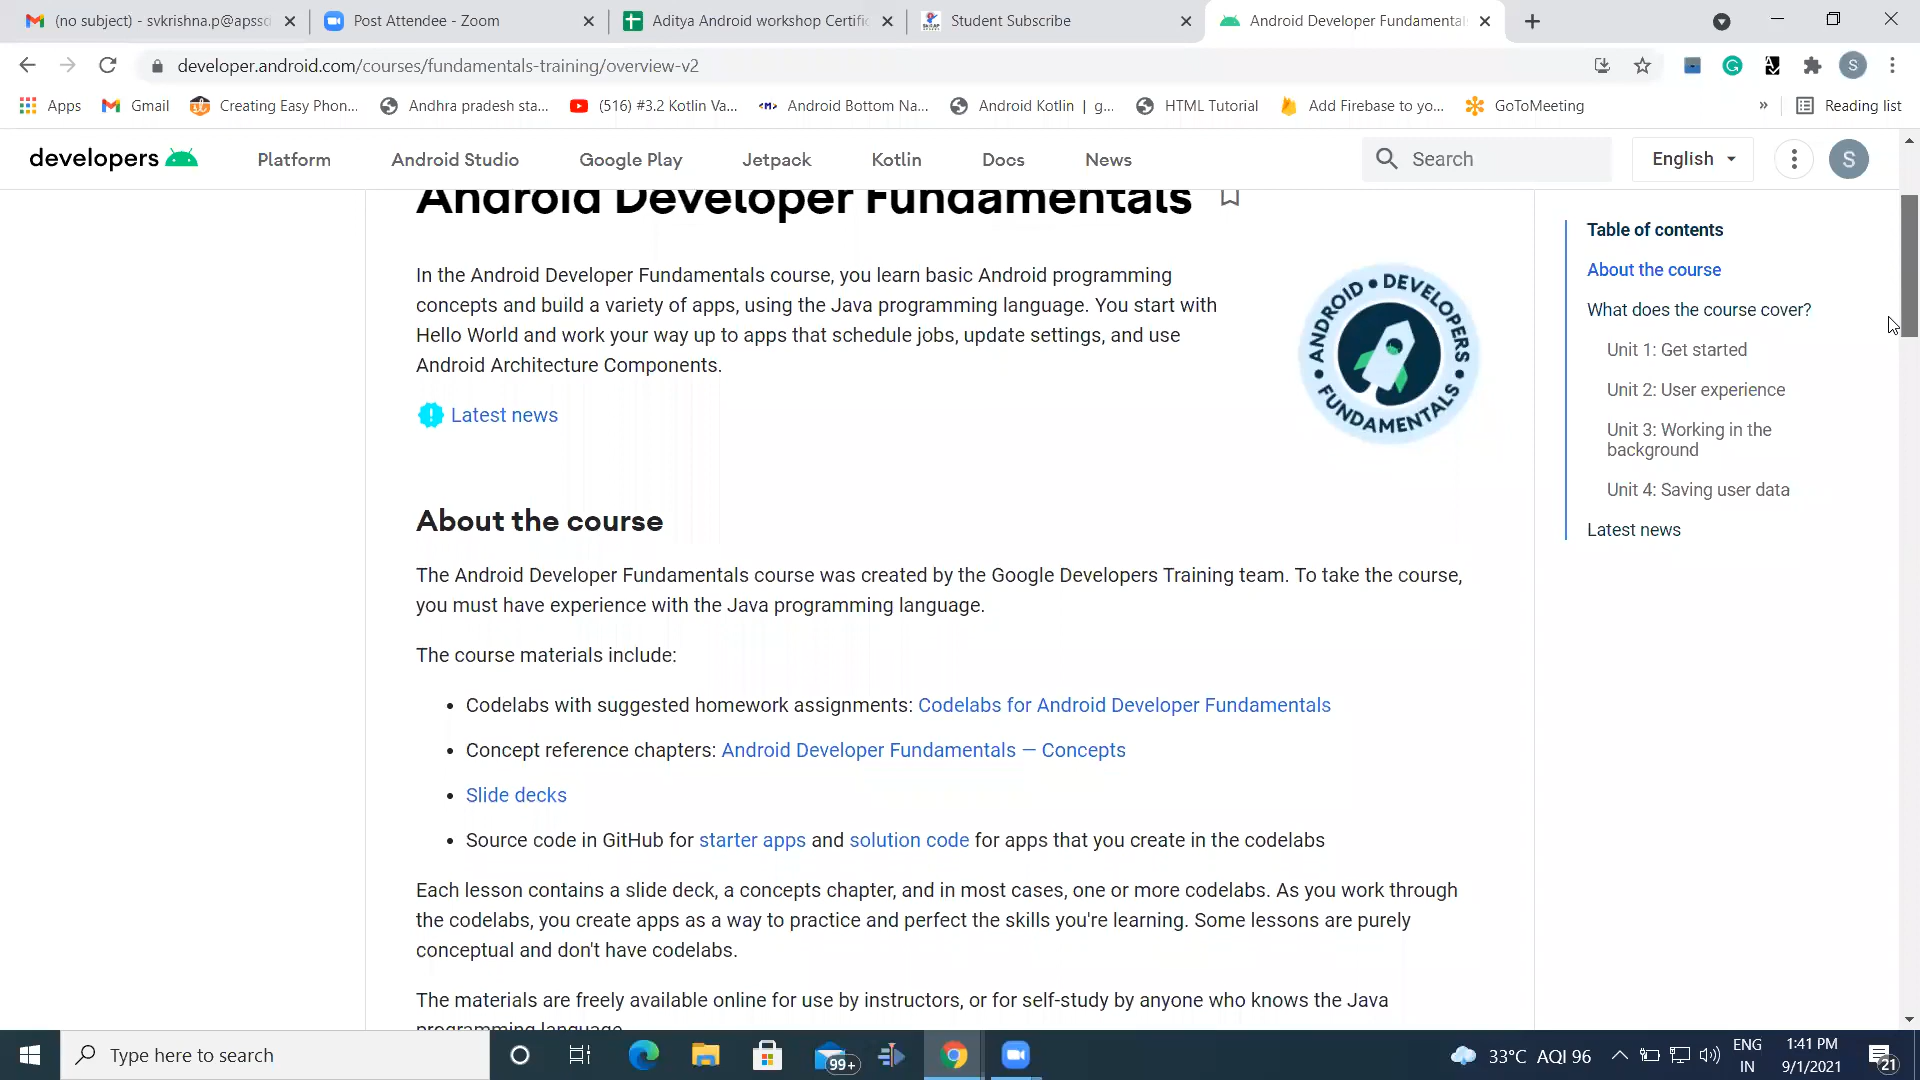 (no subject) - svkrishna.p@apssd
Post Attendee - Zoom
Aditya Android workshop Certific
Student Subscribe
Android Developer Fundamental
developer.android.com/courses/fundamentals-training/overview-v2
S
Apps
Gmail
Creating Easy Phon...
Andhra pradesh sta...
(516) #3.2 Kotlin Va...
Android Bottom Na...
Android Kotlin | g...
HTML Tutorial
Add Firebase to yo...
GoToMeeting
»
Reading list
developers
Platform
Android Studio
Google Play
Jetpack
Kotlin
Docs
News
Search
English
S
Android Developer Fundamentals
In the Android Developer Fundamentals course, you learn basic Android programming
concepts and build a variety of apps, using the Java programming language. You start with
Hello World and work your way up to apps that schedule jobs, update settings, and use
Android Architecture Components.
Latest news
ANDROID • DEVELOPERS • FUNDAMENTALS •
About the course
The Android Developer Fundamentals course was created by the Google Developers Training team. To take the course,
you must have experience with the Java programming language.
The course materials include:
• Codelabs with suggested homework assignments: Codelabs for Android Developer Fundamentals
• Concept reference chapters: Android Developer Fundamentals — Concepts
• Slide decks
• Source code in GitHub for starter apps and solution code for apps that you create in the codelabs
Each lesson contains a slide deck, a concepts chapter, and in most cases, one or more codelabs. As you work through
the codelabs, you create apps as a way to practice and perfect the skills you're learning. Some lessons are purely
conceptual and don't have codelabs.
The materials are freely available online for use by instructors, or for self-study by anyone who knows the Java
programming language.
Table of contents
About the course
What does the course cover?
Unit 1: Get started
Unit 2: User experience
Unit 3: Working in the
background
Unit 4: Saving user data
Latest news
Type here to search
99+
33°C AQI 96
ENG
IN
1:41 PM
9/1/2021
21